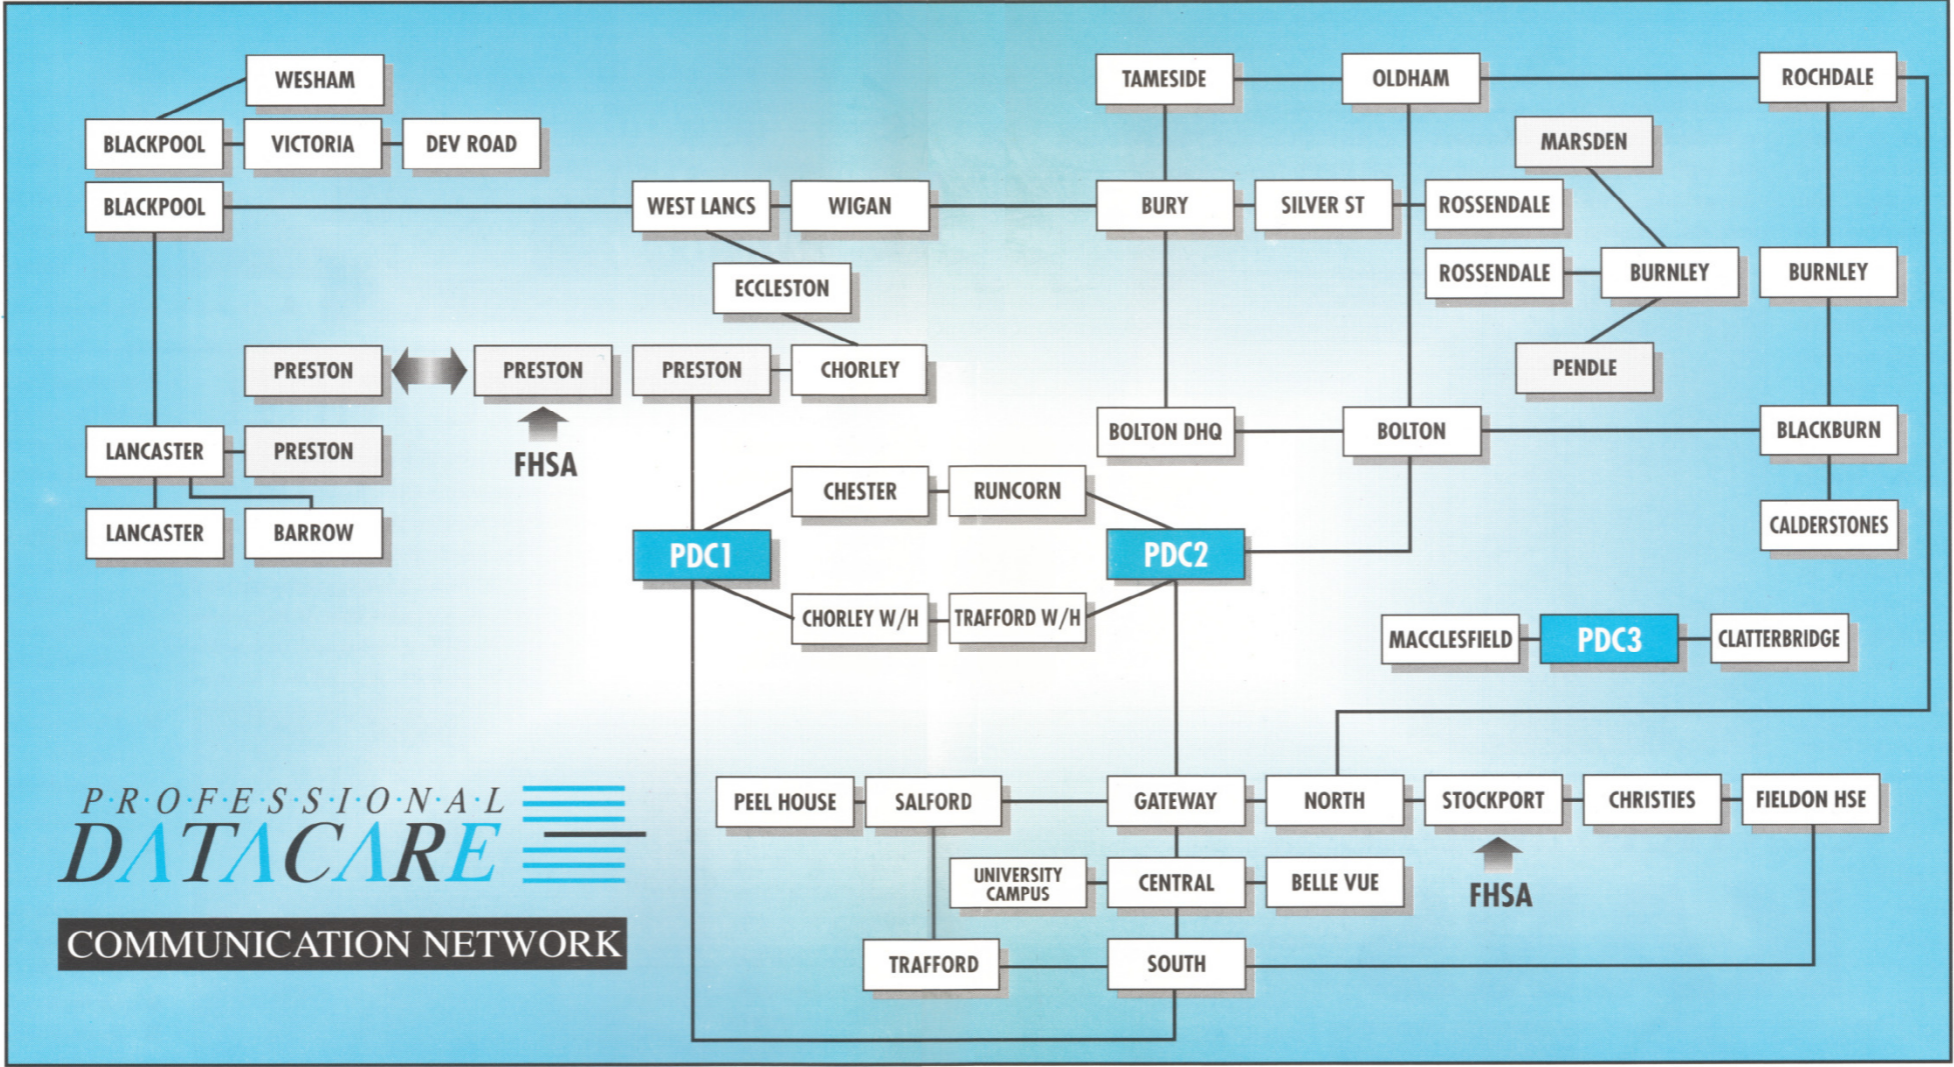 WESHAM
TAMESIDE
OLDHAM
ROCHDALE
BLACKPOOL
VICTORIA
DEV ROAD
MARSDEN
BLACKPOOL
WEST LANCS
WIGAN
BURY
SILVER ST
ROSSENDALE
ROSSENDALE
BURNLEY
BURNLEY
ECCLESTON
PRESTON
PRESTON
PRESTON
CHORLEY
PENDLE
FHSA
LANCASTER
PRESTON
BOLTON DHQ
BOLTON
BLACKBURN
CHESTER
RUNCORN
LANCASTER
BARROW
CALDERSTONES
PDC1
PDC2
CHORLEY W/H
TRAFFORD W/H
MACCLESFIELD
PDC3
CLATTERBRIDGE
PEEL HOUSE
SALFORD
GATEWAY
NORTH
STOCKPORT
CHRISTIES
FIELDON HSE
FHSA
UNIVERSITY
CAMPUS
CENTRAL
BELLE VUE
TRAFFORD
SOUTH
P·R·O·F·E·S·S·I·O·N·A·L
DATACARE
COMMUNICATION NETWORK